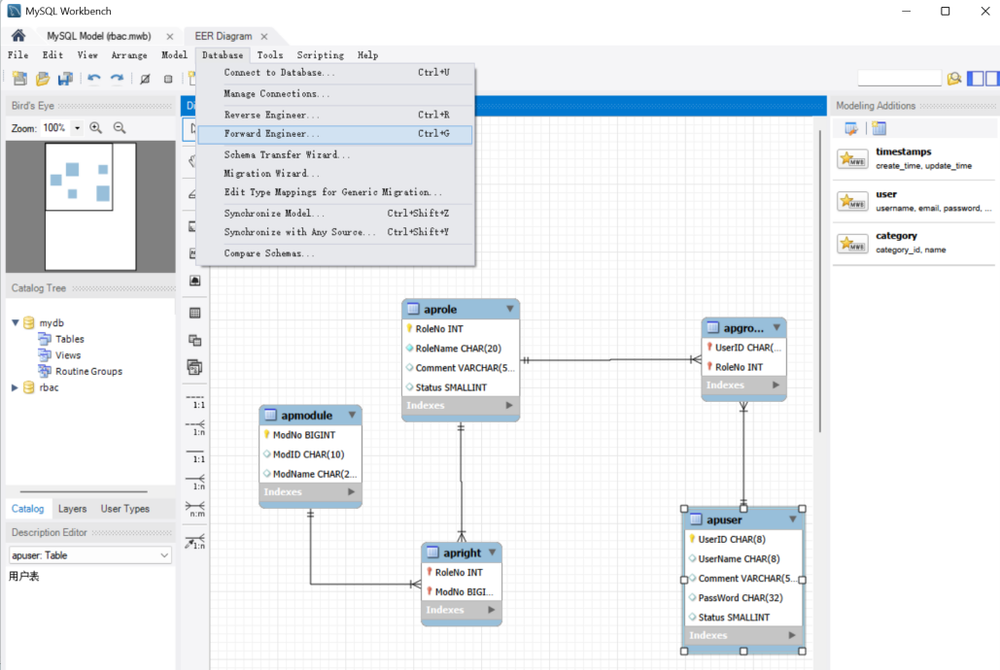 MySQL Workbench
MySQL Model (rbac.mwb)
EER Diagram
File Edit View Arrange Model Database Tools Scripting Help
Connect to Database... Ctrl+U
Manage Connections...
Reverse Engineer... Ctrl+R
Forward Engineer... Ctrl+G
Schema Transfer Wizard...
Migration Wizard...
Edit Type Mappings for Generic Migration...
Synchronize Model... Ctrl+Shift+Z
Synchronize with Any Source... Ctrl+Shift+Y
Compare Schemas...
Bird's Eye
Zoom: 100%
Catalog Tree
mydb
Tables
Views
Routine Groups
rbac
Catalog Layers User Types
Description Editor
apuser: Table
用户表
Di
1:1
1:n
1:1
1:n
n:m
1:n
aprole
RoleNo INT
RoleName CHAR(20)
Comment VARCHAR(5...
Status SMALLINT
Indexes
apgro...
UserID CHAR(...
RoleNo INT
Indexes
apmodule
ModNo BIGINT
ModID CHAR(10)
ModName CHAR(2...
Indexes
apright
RoleNo INT
ModNo BIGI...
Indexes
apuser
UserID CHAR(8)
UserName CHAR(8)
Comment VARCHAR(5...
PassWord CHAR(32)
Status SMALLINT
Indexes
Modeling Additions
timestamps
create_time, update_time
user
username, email, password, ...
category
category_id, name
MWB
MWB
MWB